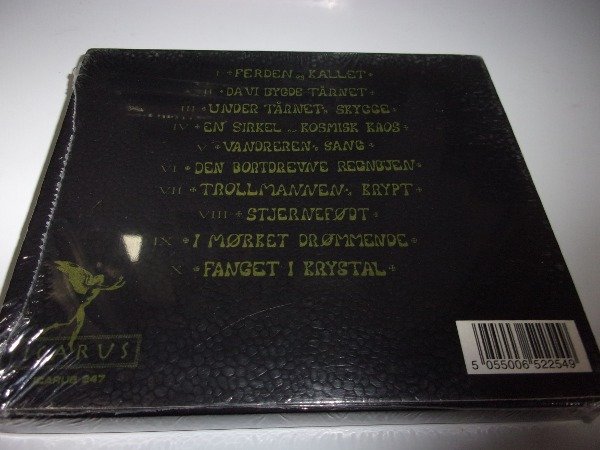 I FERDEN OG KALLET
II DA VI BYGDE TÅRNET
III UNDER TÅRNETS SKYGGE
IV EN SIRKEL AV KOSMISK KAOS
V VANDRERENS SANG
VI DEN BORTDREVNE REGNBUEN
VII TROLLMANNENS KRYPT
VIII STJERNEFØDT
IX I MØRKET DRØMMENDE
X FANGET I KRYSTAL
ICARUS
ICARUS 347
5 055006 522549